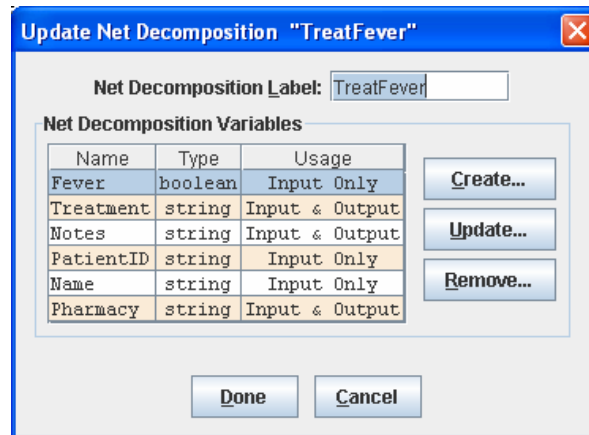 Update Net Decomposition "TreatFever"
Net Decomposition Label: TreatFever
Net Decomposition Variables
Name Type Usage
Fever boolean Input Only
Treatment string Input & Output
Notes string Input & Output
PatientID string Input Only
Name string Input Only
Pharmacy string Input & Output
Create...
Update...
Remove...
Done Cancel